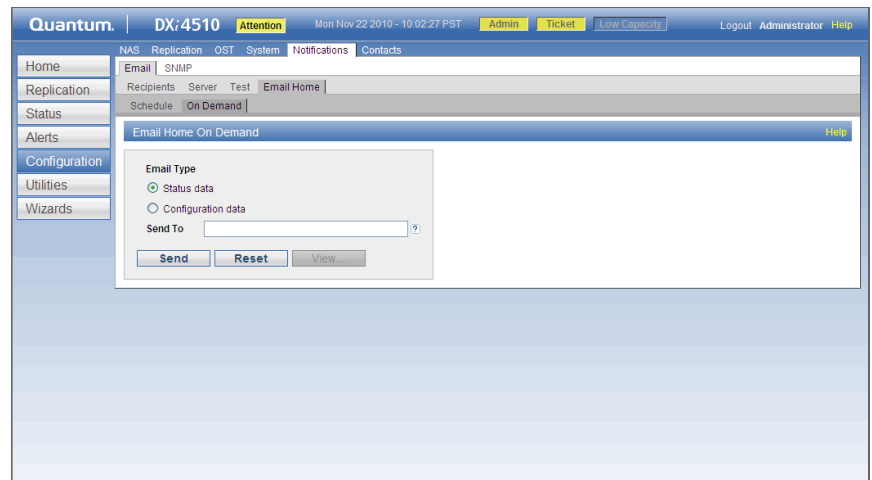 Quantum. DXi4510 Attention Mon Nov 22 2010 - 10:02:27 PST Admin Ticket Low Capacity Logout Administrator Help
NAS Replication OST System Notifications Contacts
Home
Email SNMP
Replication
Recipients Server Test Email Home
Status
Schedule On Demand
Alerts
Email Home On Demand Help
Configuration
Email Type
Utilities
Status data
Wizards
Configuration data
Send To ?
Send Reset View...